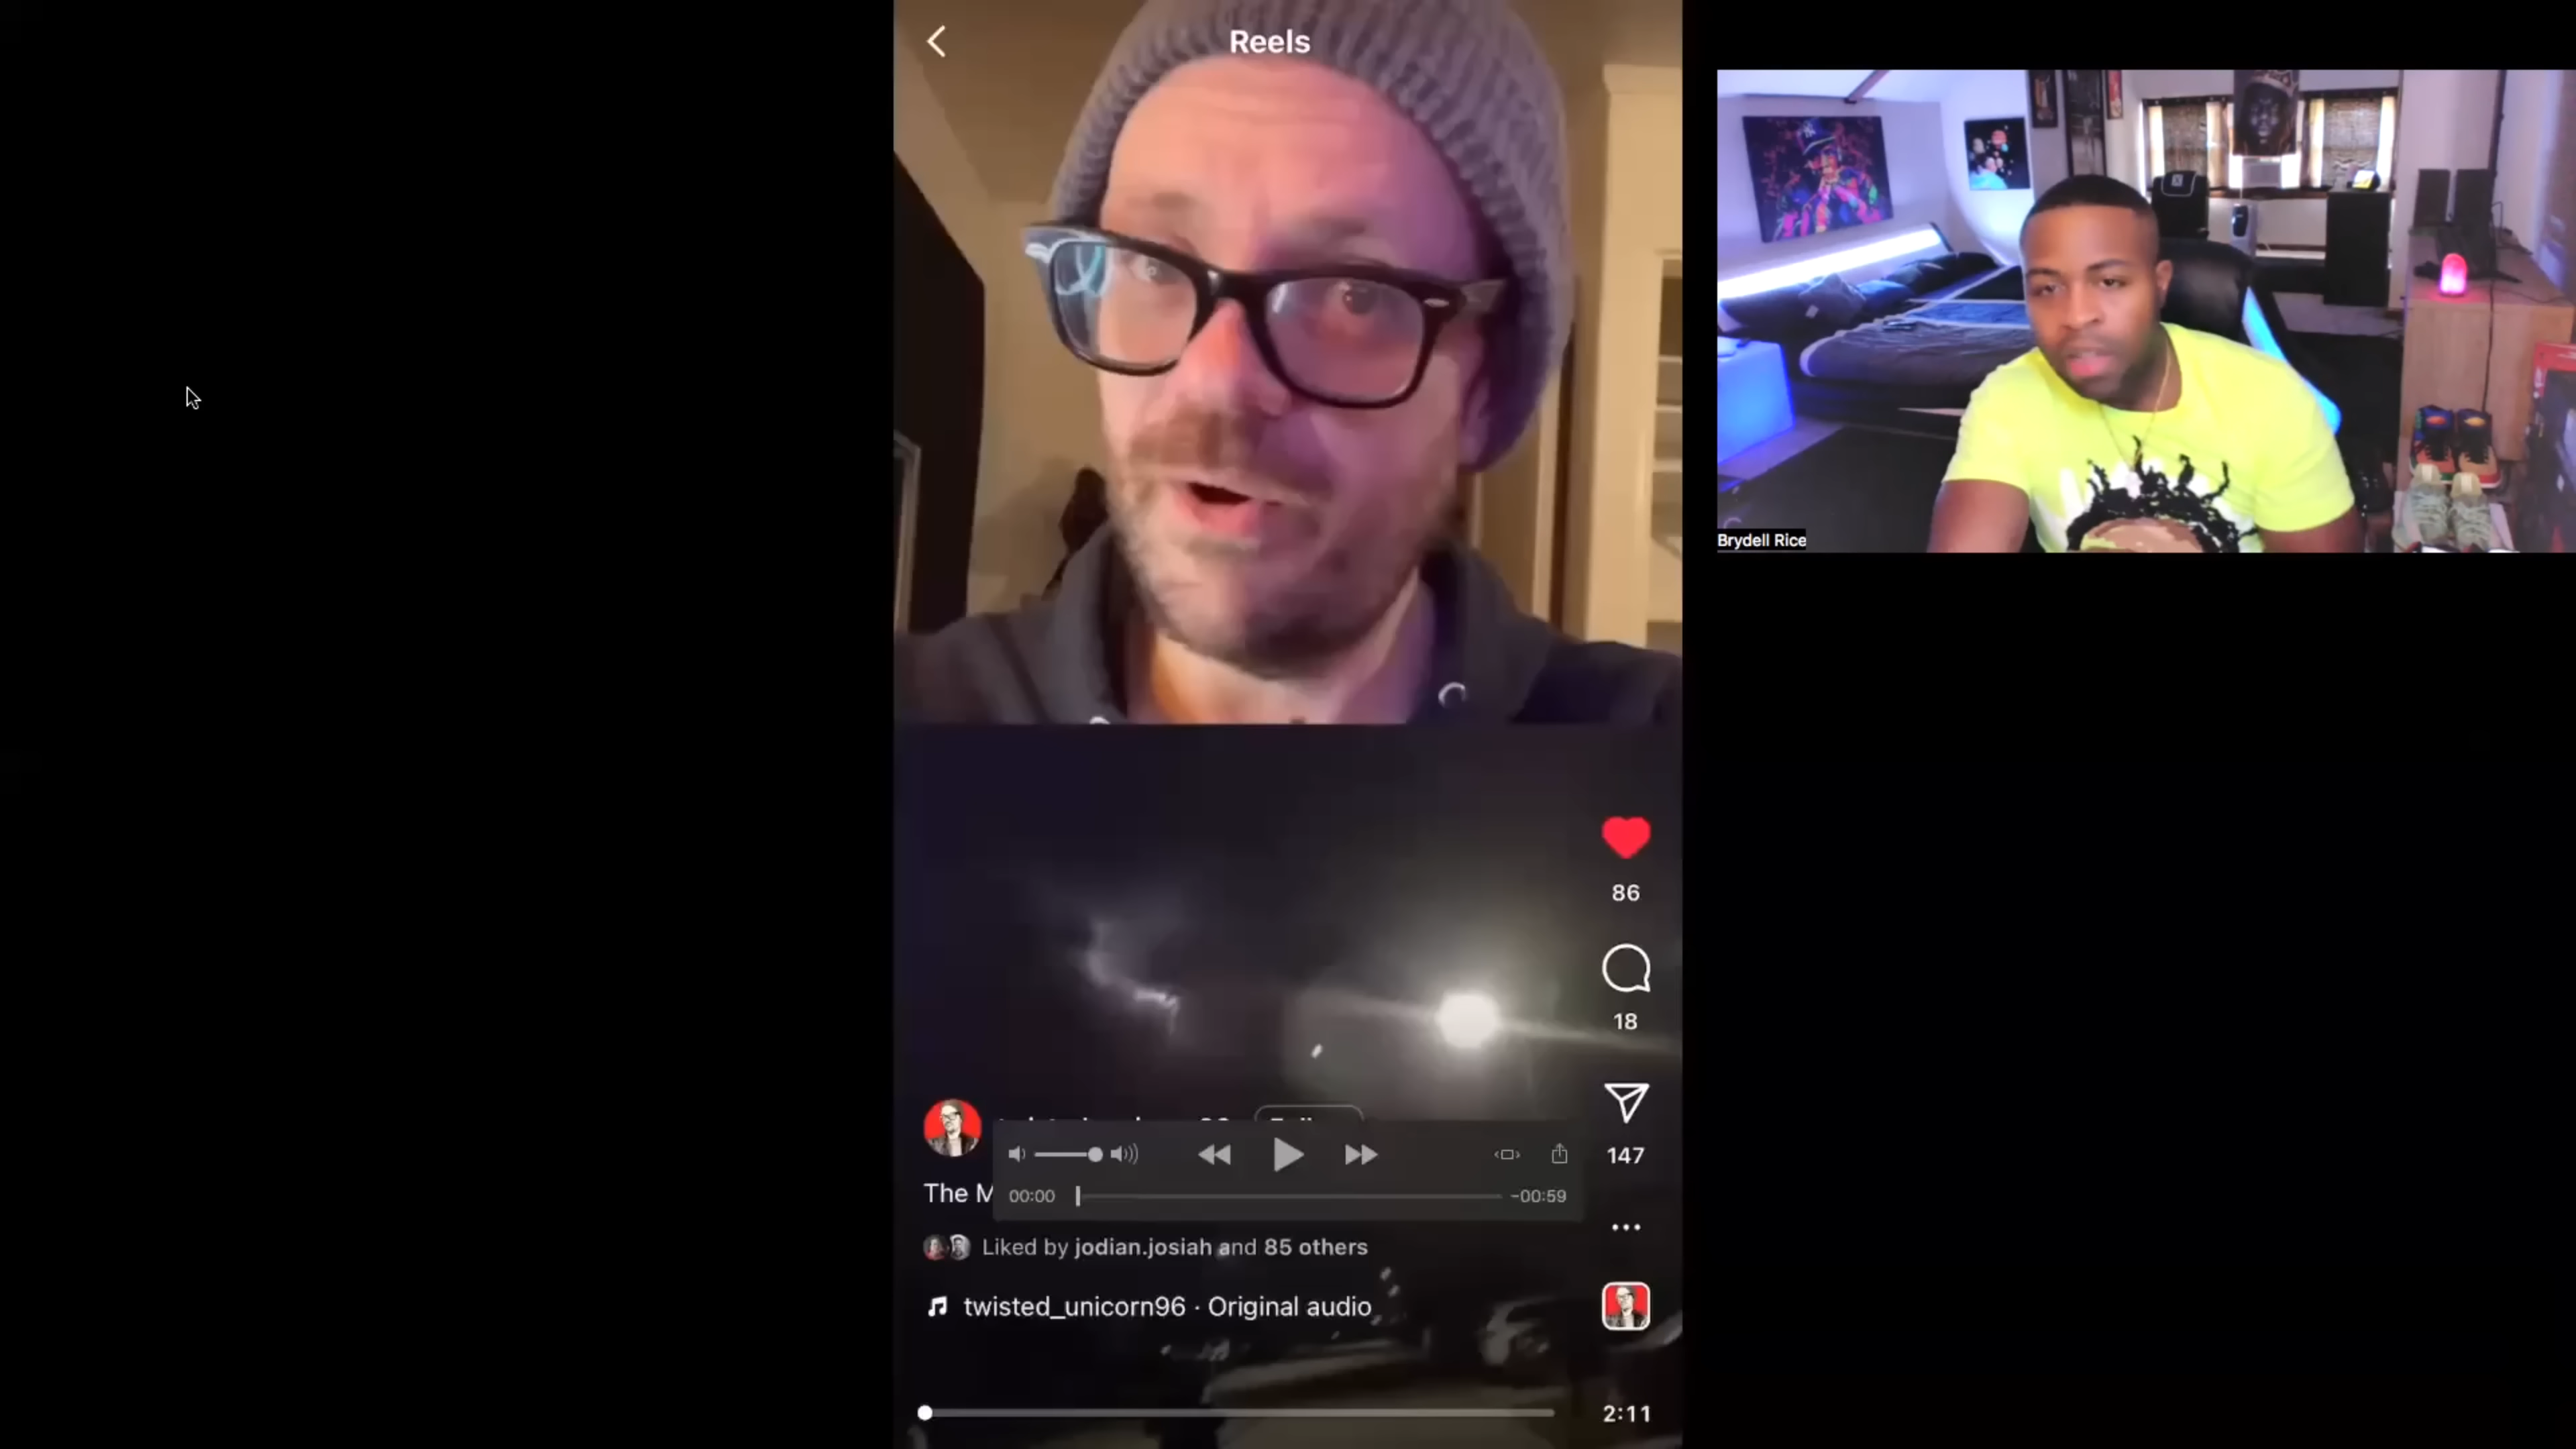 Reels
Brydell Rice
86
18
147
The M
00:00
-00:59
Liked by jodian.josiah and 85 others
twisted_unicorn96 · Original audio
2:11